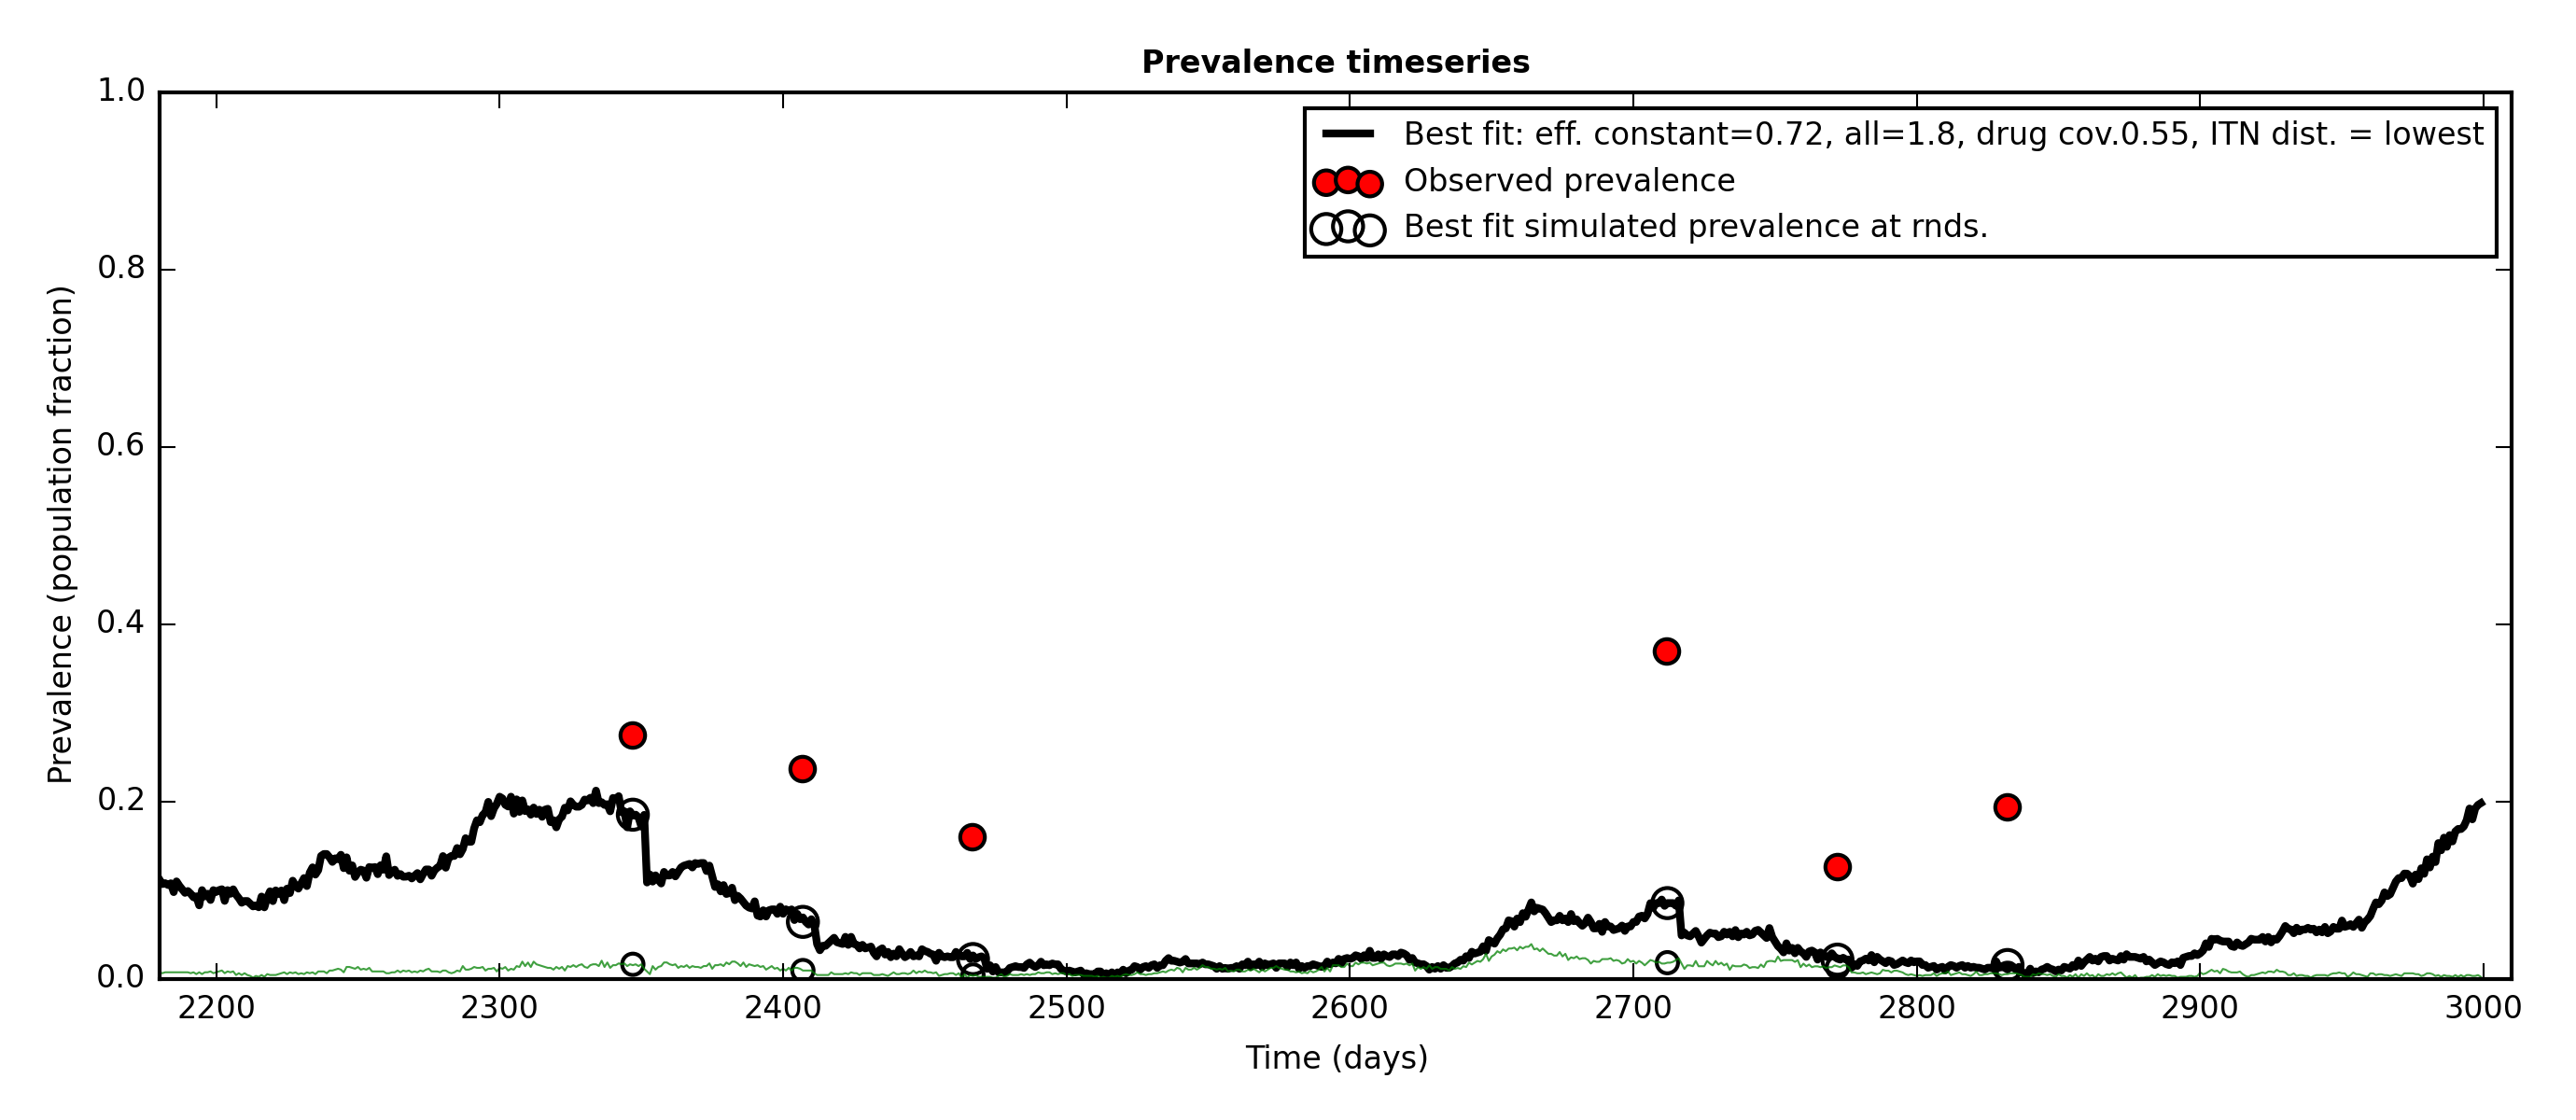 Prevalence timeseries
1.0
0.8
0.6
0.4
0.2
0.0
Prevalence (population fraction)
Best fit: eff. constant=0.72, all=1.8, drug cov.0.55, ITN dist. = lowest
Observed prevalence
Best fit simulated prevalence at rnds.
2200 2300 2400 2500 2600 2700 2800 2900 3000
Time (days)